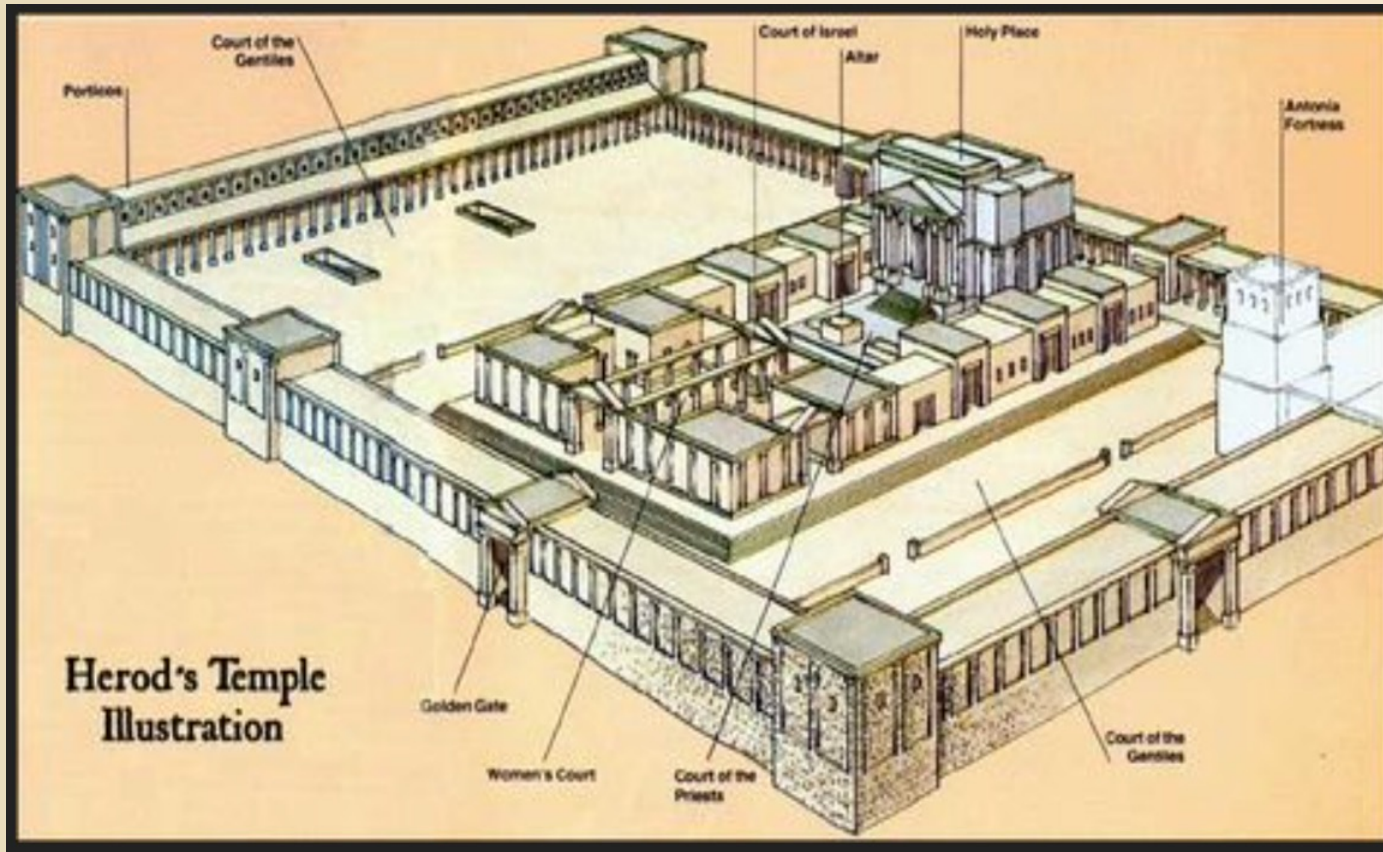 Court of the
Gentiles
Porticos
Court of Israel
Altar
Holy Place
Antonia
Fortress
Herod's Temple
Illustration
Golden Gate
Women's Court
Court of the
Priests
Court of the
Gentiles